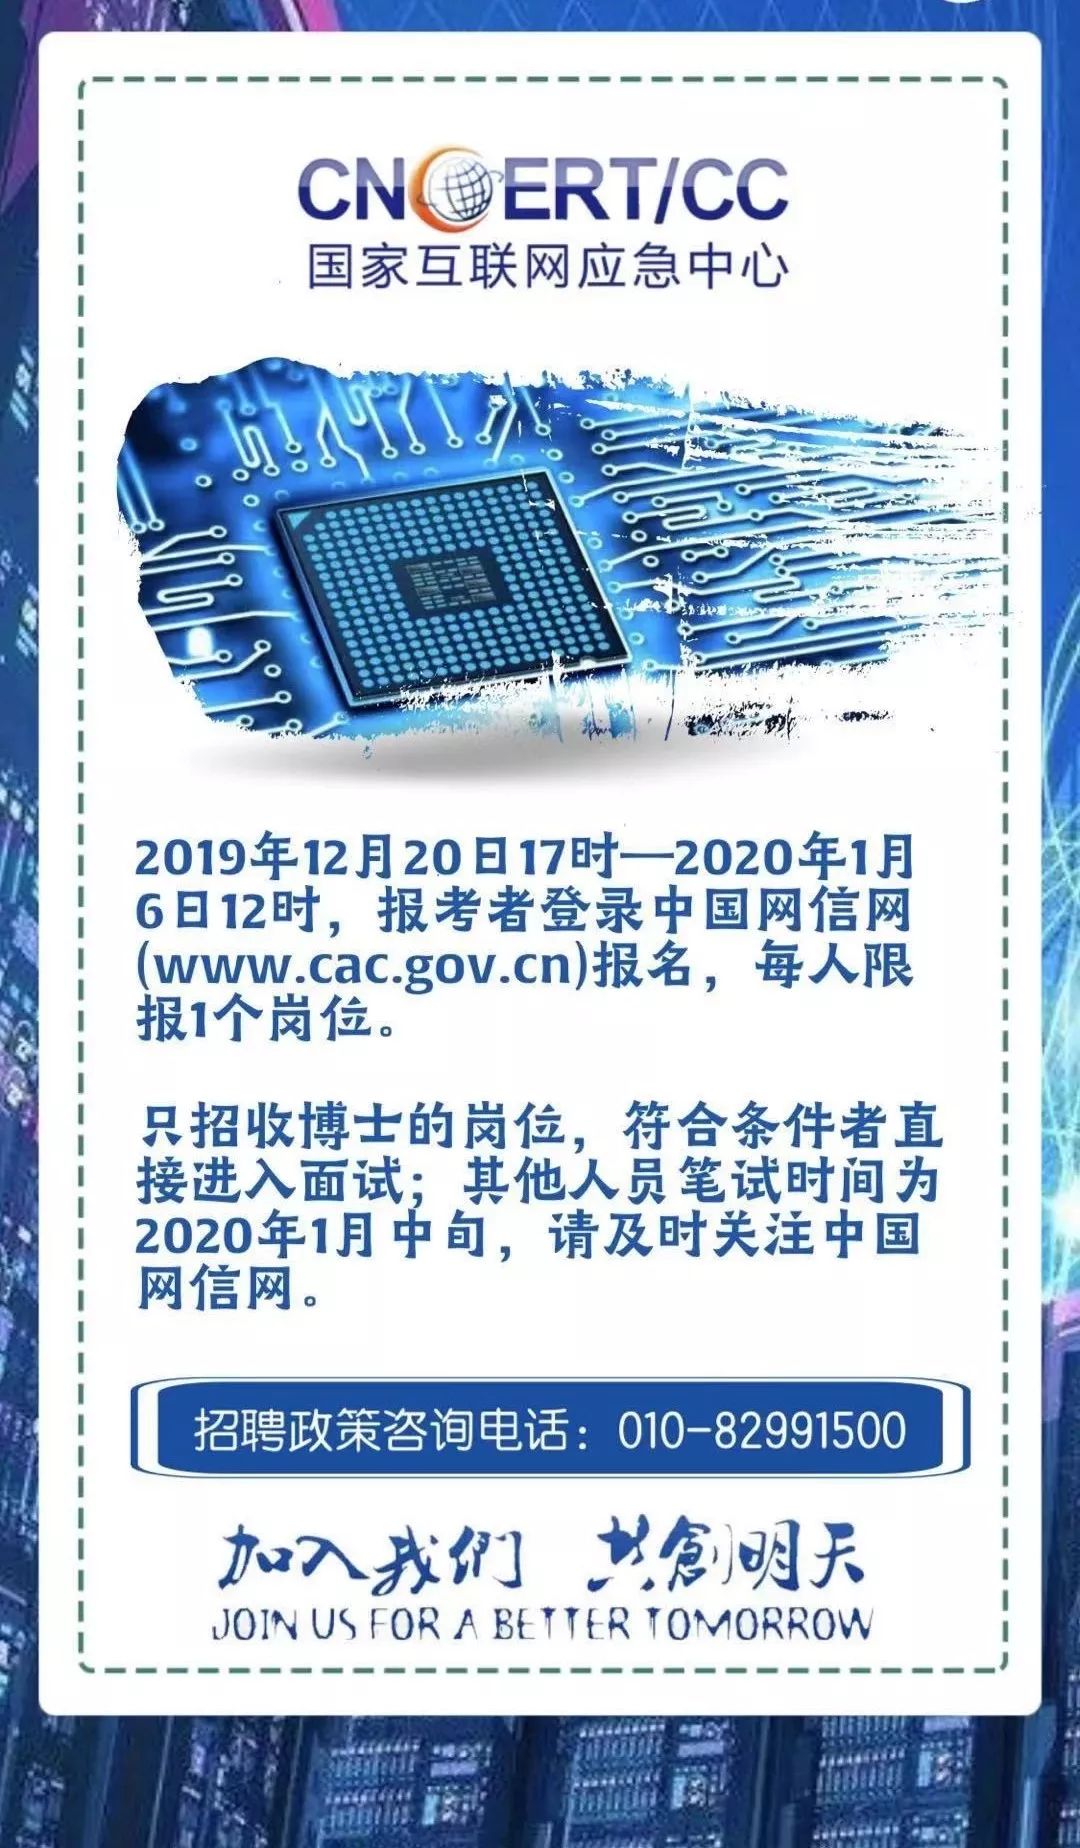 CNCERT/CC
国家互联网应急中心
2019年12月20日17时—2020年1月
6日12时，报考者登录中国网信网
(www.cac.gov.cn)报名，每人限
报1个岗位。
只招收博士的岗位，符合条件者直
接进入面试；其他人员笔试时间为
2020年1月中旬，请及时关注中国
网信网。
招聘政策咨询电话：010-82991500
加入我們 共創明天
JOIN US FOR A BETTER TOMORROW